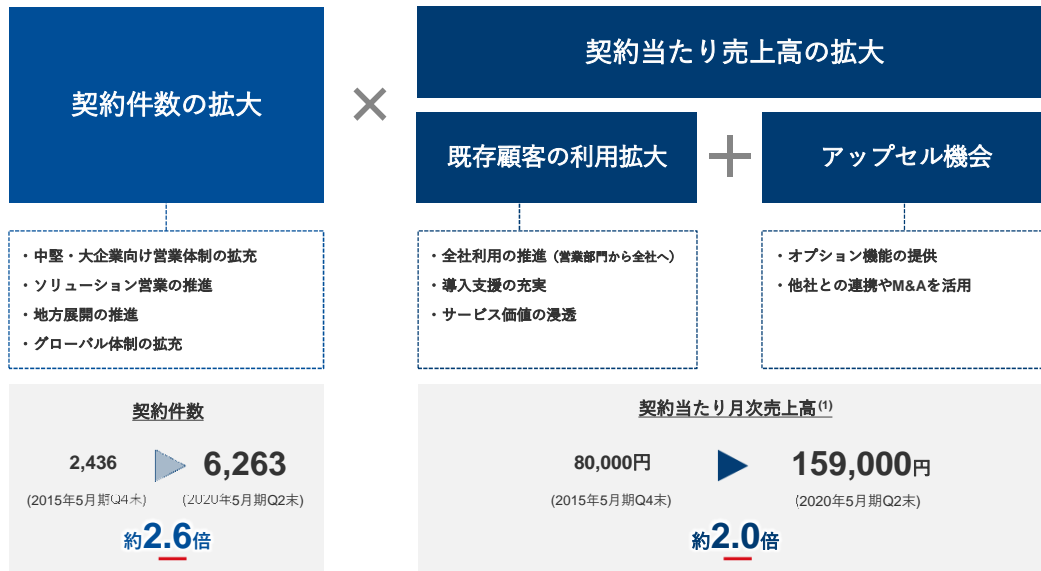 契約件数の拡大
×
契約当たり売上高の拡大
既存顧客の利用拡大
+
アップセル機会
・中堅・大企業向け営業体制の拡充
・ソリューション営業の推進
・地方展開の推進
・グローバル体制の拡充
・全社利用の推進（営業部門から全社へ）
・導入支援の充実
・サービス価値の浸透
・オプション機能の提供
・他社との連携やM&Aを活用
契約件数
2,436
6,263
(2015年5月期Q4末)
(2020年5月期Q2末)
約2.6倍
契約当たり月次売上高(1)
80,000円
159,000円
(2015年5月期Q4末)
(2020年5月期Q2末)
約2.0倍